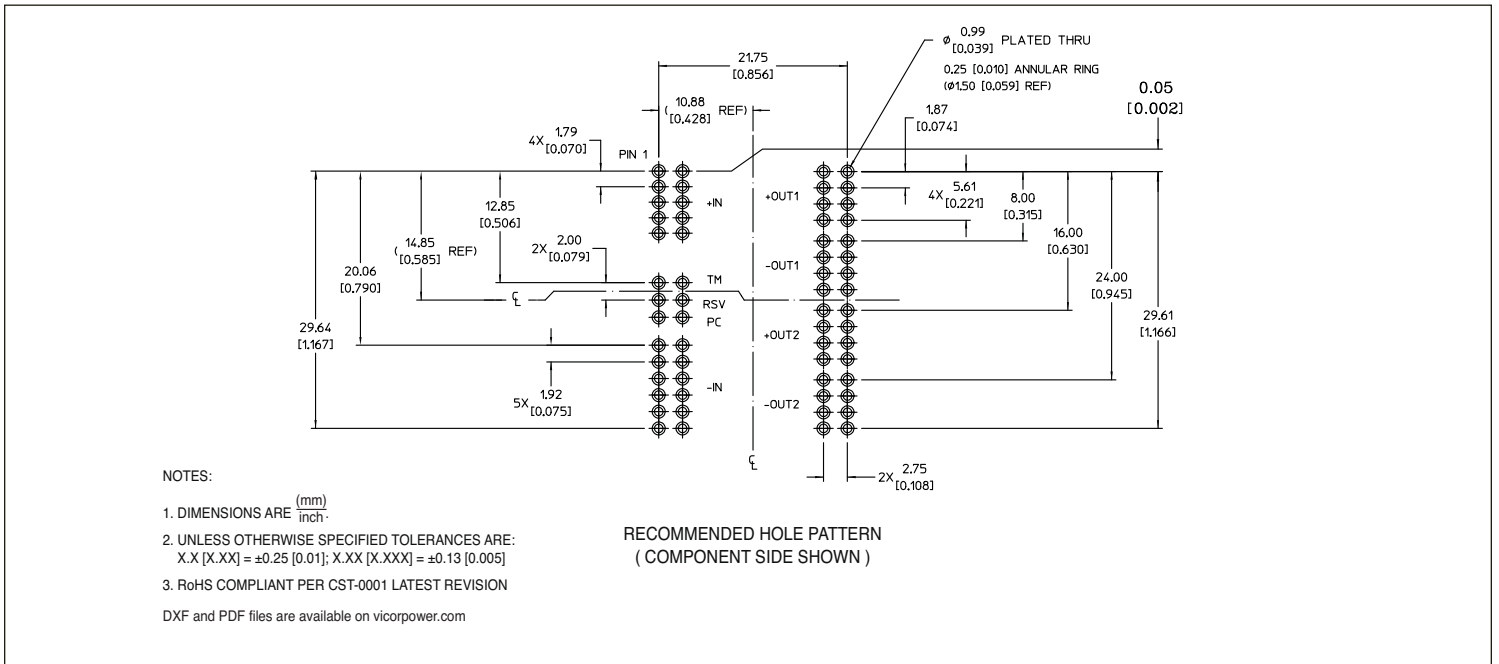 ø 0.99 [0.039] PLATED THRU
0.25 [0.010] ANNULAR RING
(ø1.50 [0.059] REF)
21.75
[0.856]
0.05
[0.002]
( 10.88 [0.428] REF)
1.87
[0.074]
4X 1.79 [0.070]
PIN 1
+IN
+OUT1
4X 5.61 [0.221]
8.00
[0.315]
12.85
[0.506]
16.00
[0.630]
( 14.85 [0.585] REF)
2X 2.00 [0.079]
-OUT1
20.06
[0.790]
TM
24.00
[0.945]
℄
RSV
PC
29.64
[1.167]
+OUT2
29.61
[1.166]
-IN
5X 1.92 [0.075]
-OUT2
℄
2X 2.75 [0.108]
NOTES:
1. DIMENSIONS ARE (mm) inch.
2. UNLESS OTHERWISE SPECIFIED TOLERANCES ARE:
X.X [X.XX] = ±0.25 [0.01]; X.XX [X.XXX] = ±0.13 [0.005]
3. RoHS COMPLIANT PER CST-0001 LATEST REVISION
DXF and PDF files are available on vicorpower.com
RECOMMENDED HOLE PATTERN
( COMPONENT SIDE SHOWN )